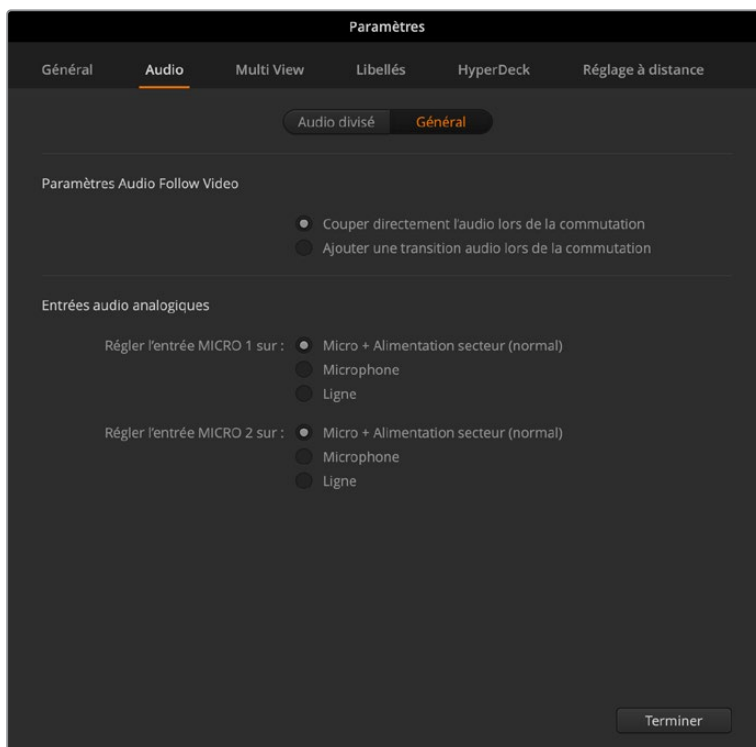 Paramètres
Général Audio Multi View Libellés HyperDeck Réglage à distance
Audio divisé Général
Paramètres Audio Follow Video
Couper directement l'audio lors de la commutation
Ajouter une transition audio lors de la commutation
Entrées audio analogiques
Régler l'entrée MICRO 1 sur : Micro + Alimentation secteur (normal)
Microphone
Ligne
Régler l'entrée MICRO 2 sur : Micro + Alimentation secteur (normal)
Microphone
Ligne
Terminer